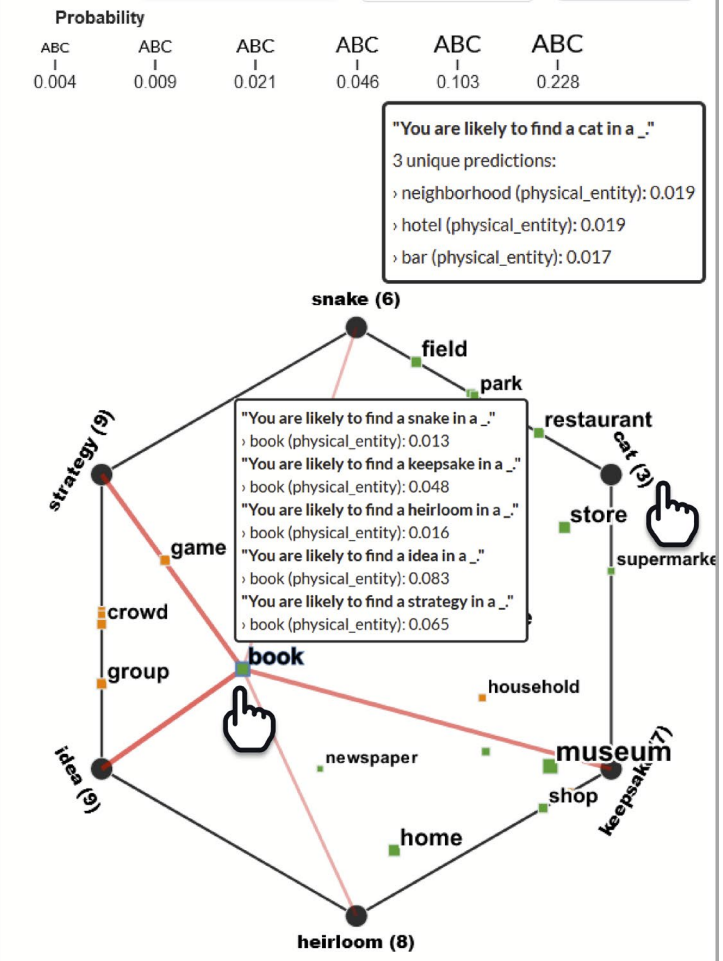 Probability
ABC ABC ABC ABC ABC ABC
0.004 0.009 0.021 0.046 0.103 0.228
"You are likely to find a cat in a _."
3 unique predictions:
› neighborhood (physical_entity): 0.019
› hotel (physical_entity): 0.019
› bar (physical_entity): 0.017
snake (6)
field
park
restaurant
cat (3)
strategy (9)
"You are likely to find a snake in a _."
› book (physical_entity): 0.013
"You are likely to find a keepsake in a _."
› book (physical_entity): 0.048
"You are likely to find a heirloom in a _."
› book (physical_entity): 0.016
"You are likely to find a idea in a _."
› book (physical_entity): 0.083
"You are likely to find a strategy in a _."
› book (physical_entity): 0.065
store
game
supermarke
crowd
book
group
household
museum
newspaper
idea (9)
keepsake (7)
shop
home
heirloom (8)